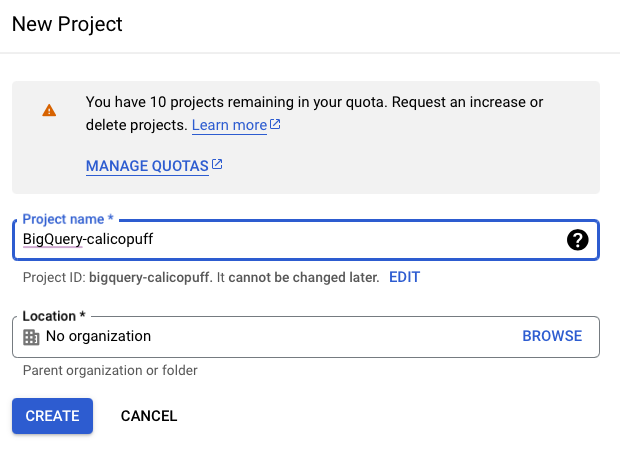 New Project
You have 10 projects remaining in your quota. Request an increase or
delete projects. Learn more
MANAGE QUOTAS
Project name *
BigQuery-calicopuff
?
Project ID: bigquery-calicopuff. It cannot be changed later. EDIT
Location *
No organization BROWSE
Parent organization or folder
CREATE CANCEL